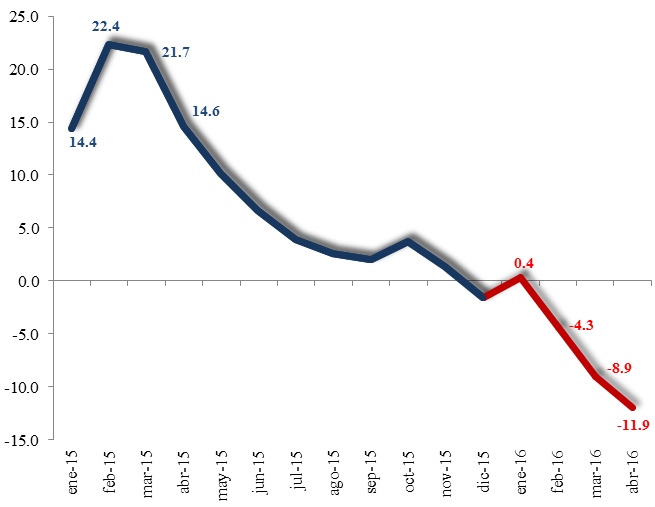 25.0
20.0
15.0
10.0
5.0
0.0
-5.0
-10.0
-15.0
22.4
21.7
14.6
14.4
0.4
-4.3
-8.9
-11.9
ene-15
feb-15
mar-15
abr-15
may-15
jun-15
jul-15
ago-15
sep-15
oct-15
nov-15
dic-15
ene-16
feb-16
mar-16
abr-16